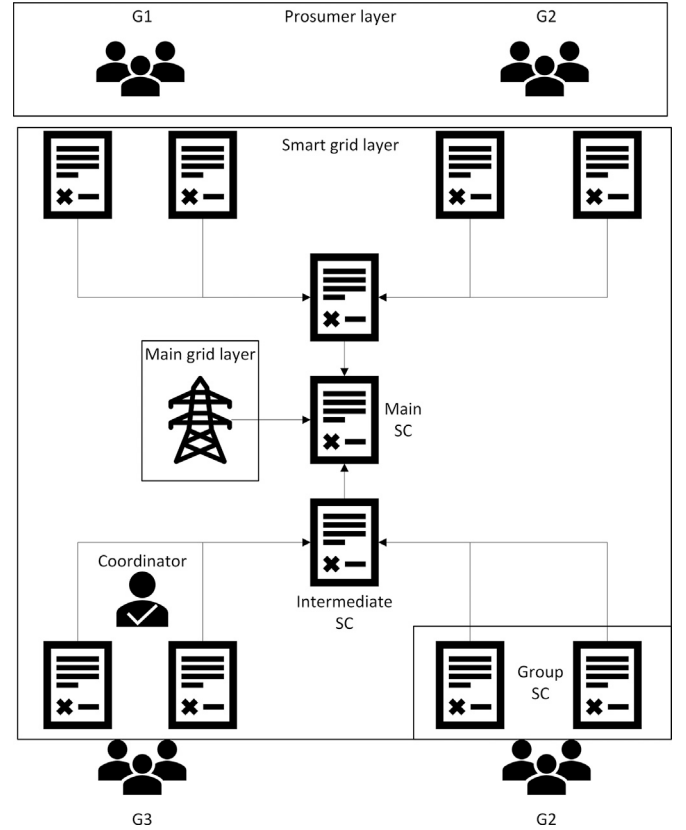 G1
Prosumer layer
G2
Smart grid layer
Main grid layer
Main
SC
Coordinator
Intermediate
SC
Group
SC
G3
G2